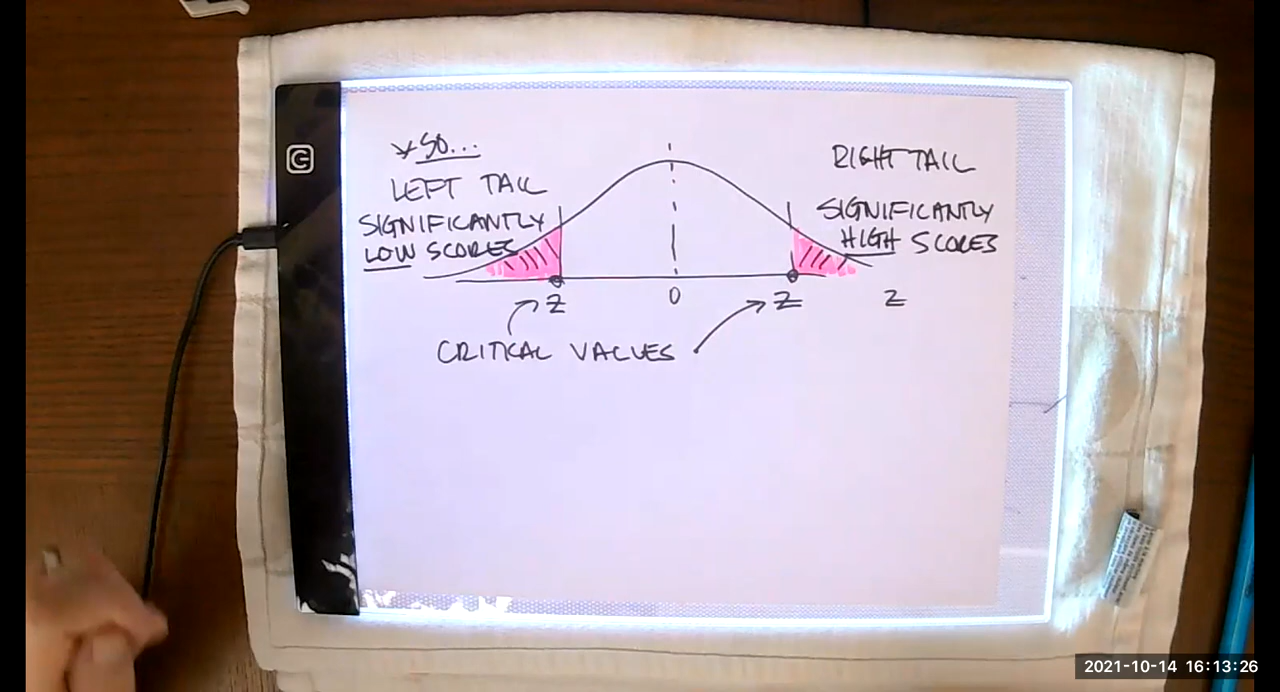 * SO...
LEFT TAIL
SIGNIFICANTLY
LOW SCORES
RIGHT TAIL
SIGNIFICANTLY
HIGH SCORES
Z
0
Z
Z
CRITICAL VALUES
2021-10-14 16:13:26